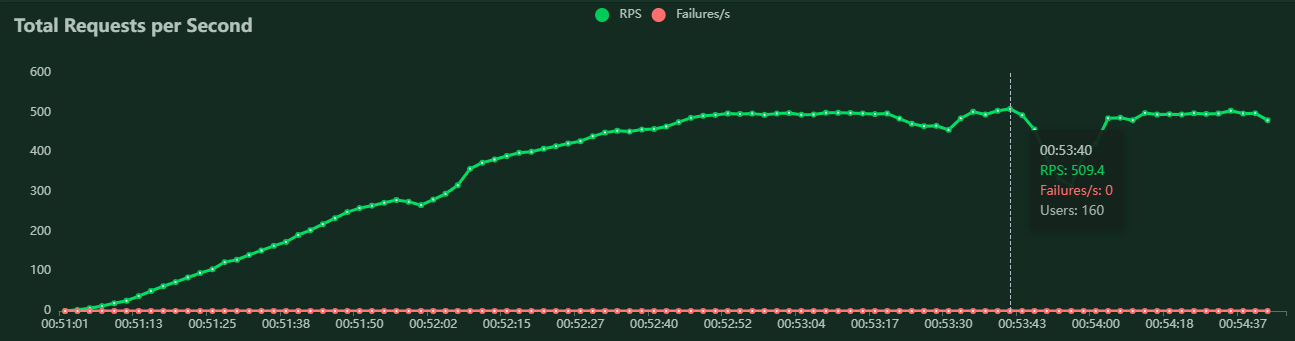 Total Requests per Second
RPS Failures/s
600
500
400
300
200
100
0
00:51:01 00:51:13 00:51:25 00:51:38 00:51:50 00:52:02 00:52:15 00:52:27 00:52:40 00:52:52 00:53:04 00:53:17 00:53:30 00:53:43 00:54:00 00:54:18 00:54:37
00:53:40
RPS: 509.4
Failures/s: 0
Users: 160